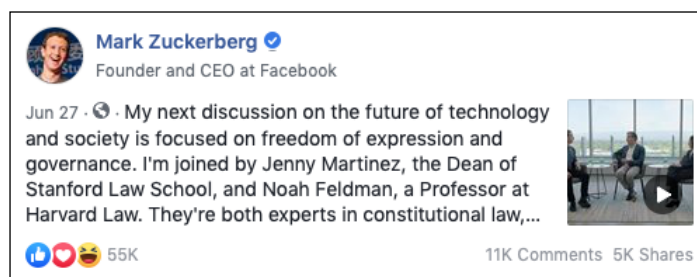 Mark Zuckerberg
Founder and CEO at Facebook
Jun 27 · · My next discussion on the future of technology
and society is focused on freedom of expression and
governance. I'm joined by Jenny Martinez, the Dean of
Stanford Law School, and Noah Feldman, a Professor at
Harvard Law. They're both experts in constitutional law,...
55K
11K Comments 5K Shares